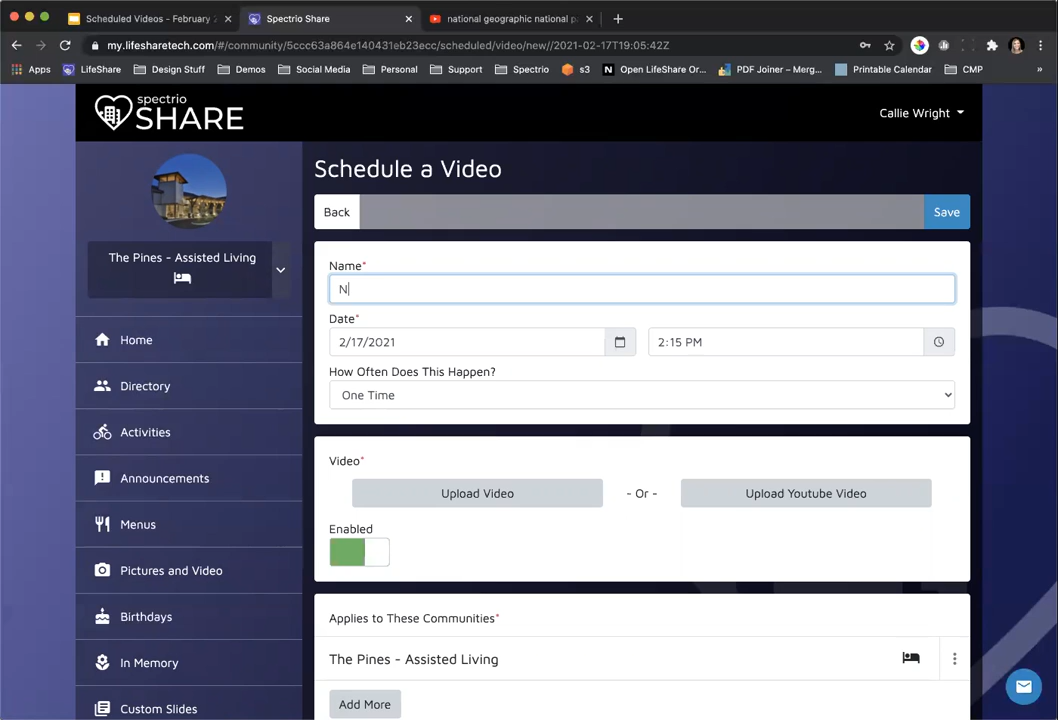 Scheduled Videos - February
Spectrio Share
national geographic national
my.lifesharetech.com/#/community/5ccc63a864e140431eb23ecc/scheduled/video/new//2021-02-17T19:05:42Z
Apps LifeShare Design Stuff Demos Social Media Personal Support Spectrio s3 Open LifeShare Or... PDF Joiner – Merg... Printable Calendar CMP »
spectrio
SHARE
Callie Wright
The Pines - Assisted Living
Home
Directory
Activities
Announcements
Menus
Pictures and Video
Birthdays
In Memory
Custom Slides
Schedule a Video
Back Save
Name*
N
Date*
2/17/2021 2:15 PM
How Often Does This Happen?
One Time
Video*
Upload Video - Or - Upload Youtube Video
Enabled
Applies to These Communities*
The Pines - Assisted Living
Add More